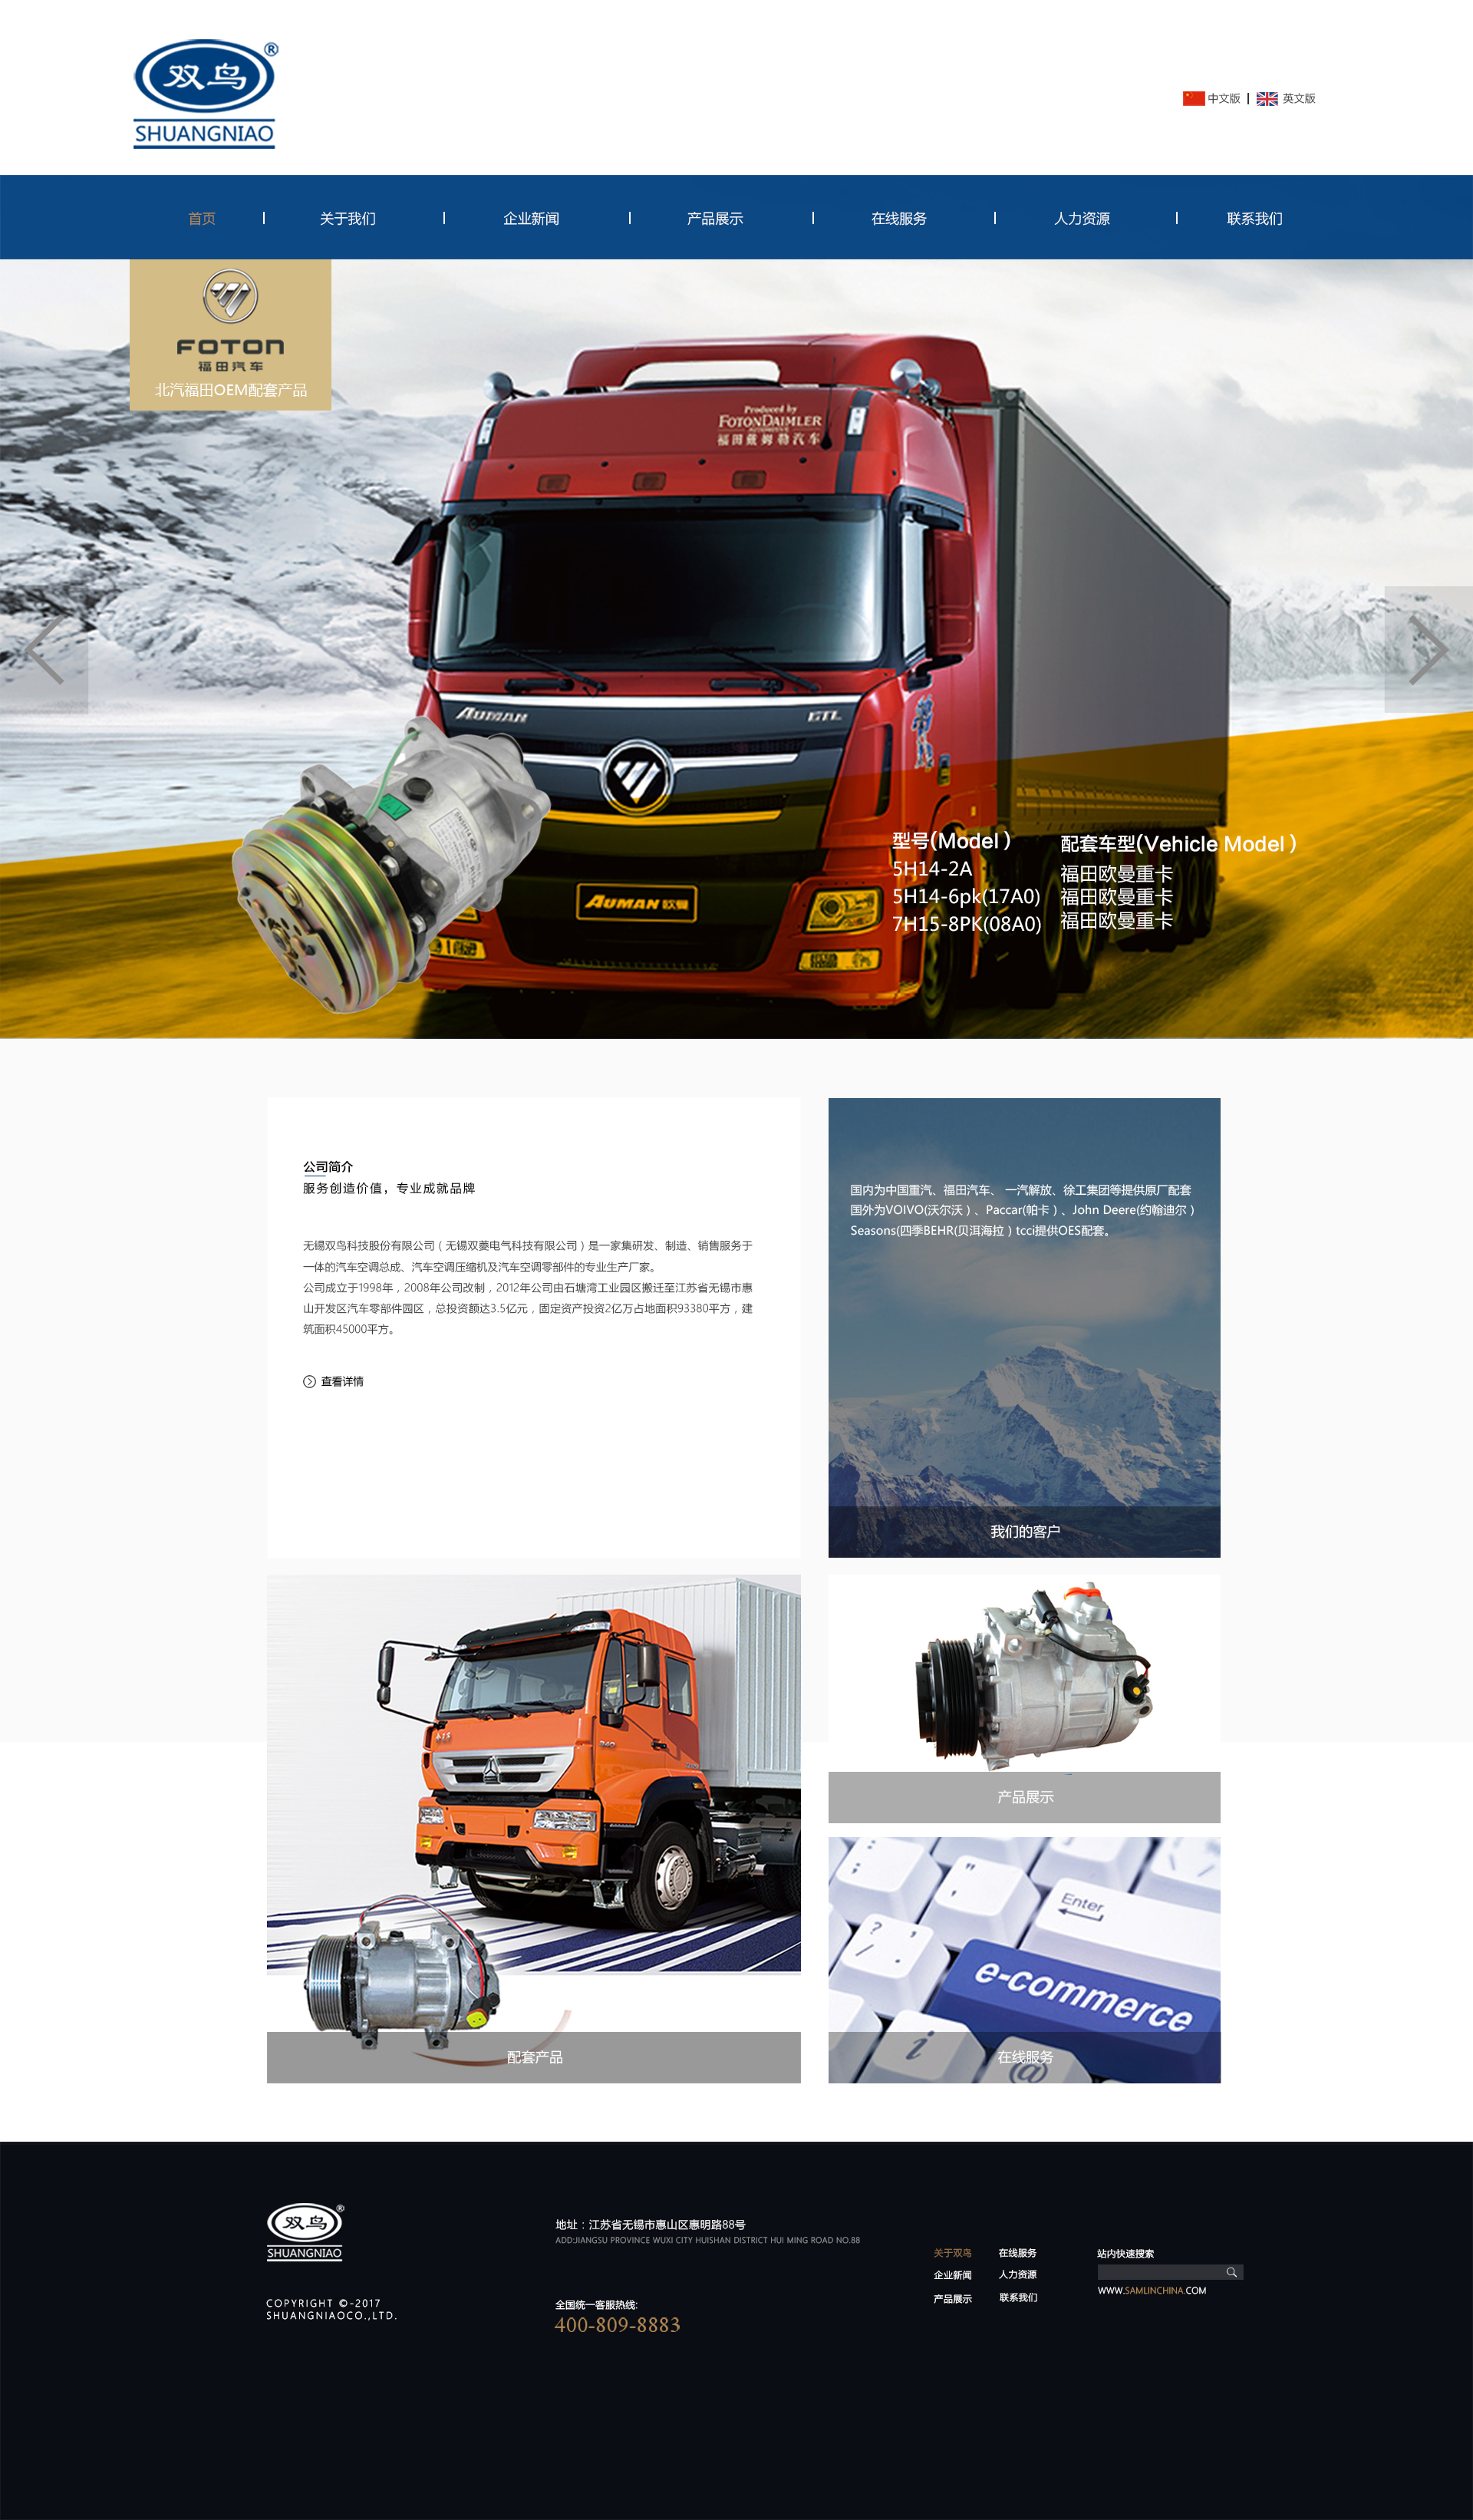 双鸟®
SHUANGNIAO
中文版 | 英文版
首页 | 关于我们 | 企业新闻 | 产品展示 | 在线服务 | 人力资源 | 联系我们
FOTON
福田汽车
北汽福田OEM配套产品
Produced by
FOTONDAIMLER
AUTOMOTIVE
福田戴姆勒汽车
AUMAN
GTL
AUMAN 欧曼
型号(Model )
5H14-2A
5H14-6pk(17A0)
7H15-8PK(08A0)
配套车型(Vehicle Model )
福田欧曼重卡
福田欧曼重卡
福田欧曼重卡
公司简介
服务创造价值，专业成就品牌
无锡双鸟科技股份有限公司（无锡双菱电气科技有限公司）是一家集研发、制造、销售服务于
一体的汽车空调总成、汽车空调压缩机及汽车空调零部件的专业生产厂家。
公司成立于1998年，2008年公司改制，2012年公司由石塘湾工业园区搬迁至江苏省无锡市惠
山开发区汽车零部件园区，总投资额达3.5亿元，固定资产投资2亿万占地面积93380平方，建
筑面积45000平方。
查看详情
国内为中国重汽、福田汽车、 一汽解放、徐工集团等提供原厂配套
国外为VOIVO(沃尔沃）、Paccar(帕卡）、John Deere(约翰迪尔）
Seasons(四季BEHR(贝洱海拉）tcci提供OES配套。
我们的客户
产品展示
Enter
e-commerce
配套产品
在线服务
双鸟®
SHUANGNIAO
COPYRIGHT ©-2017
SHUANGNIAOCO.,LTD.
地址：江苏省无锡市惠山区惠明路88号
ADD:JIANGSU PROVINCE WUXI CITY HUISHAN DISTRICT HUI MING ROAD NO.88
全国统一客服热线:
400-809-8883
关于双鸟
在线服务
企业新闻
人力资源
产品展示
联系我们
站内快速搜索
WWW.SAMLINCHINA.COM